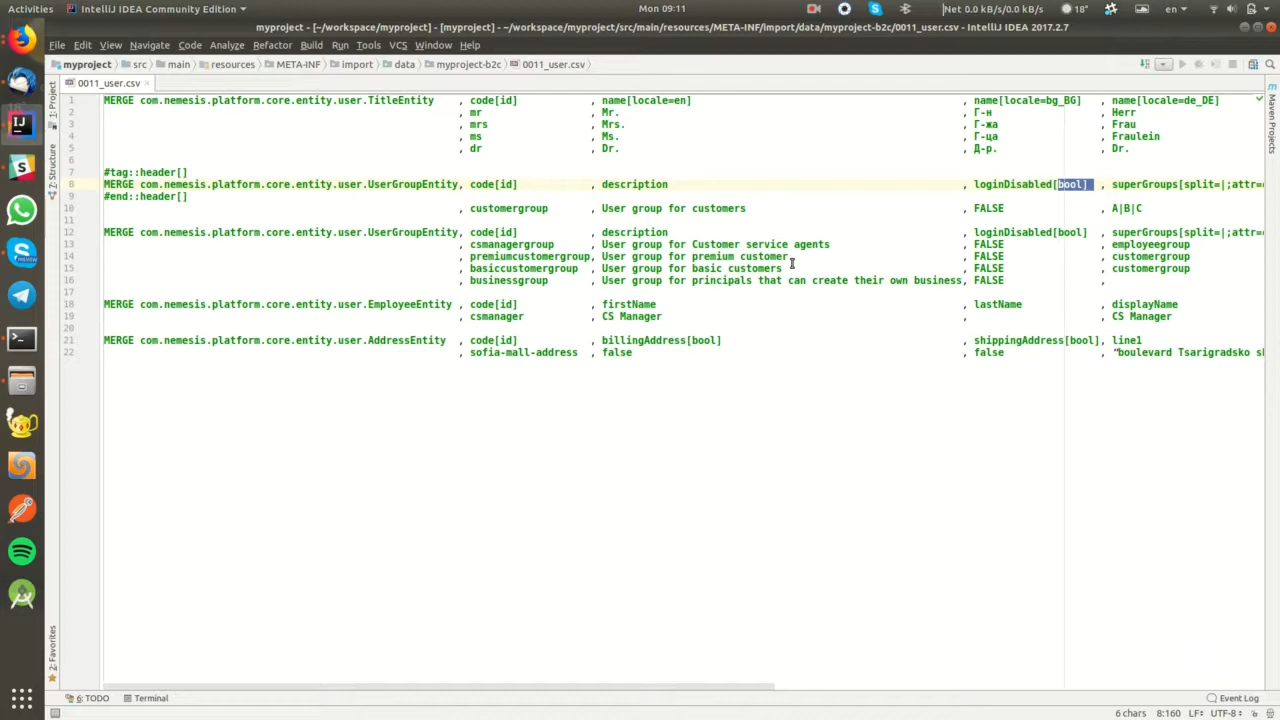 Activities IntelliJ IDEA Community Edition Mon 09:11 Net 0.0 kB/s/0.0 kB/s 18° en
myproject - [~/workspace/myproject] - [myproject] - ~/workspace/myproject/src/main/resources/META-INF/import/data/myproject-b2c/0011_user.csv - IntelliJ IDEA 2017.2.7
File Edit View Navigate Code Analyze Refactor Build Run Tools VCS Window Help
myproject src main resources META-INF import data myproject-b2c 0011_user.csv
0011_user.csv
1: Project
7: Structure
2: Favorites
Maven Projects
1 MERGE com.nemesis.platform.core.entity.user.TitleEntity , code[id] , name[locale=en] , name[locale=bg_BG] , name[locale=de_DE]
2 , mr , Mr. , Г-н , Herr
3 , mrs , Mrs. , Г-жа , Frau
4 , ms , Ms. , Г-ца , Fraulein
5 , dr , Dr. , Д-р. , Dr.
6
7 #tag::header[]
8 MERGE com.nemesis.platform.core.entity.user.UserGroupEntity, code[id] , description , loginDisabled[bool] , superGroups[split=|;attr=
9 #end::header[]
10 , customergroup , User group for customers , FALSE , A|B|C
11
12 MERGE com.nemesis.platform.core.entity.user.UserGroupEntity, code[id] , description , loginDisabled[bool] , superGroups[split=|;attr=
13 , csmanagergroup , User group for Customer service agents , FALSE , employeegroup
14 , premiumcustomergroup, User group for premium customer , FALSE , customergroup
15 , basiccustomergroup , User group for basic customers , FALSE , customergroup
16 , businessgroup , User group for principals that can create their own business, FALSE ,
17
18 MERGE com.nemesis.platform.core.entity.user.EmployeeEntity , code[id] , firstName , lastName , displayName
19 , csmanager , CS Manager , , CS Manager
20
21 MERGE com.nemesis.platform.core.entity.user.AddressEntity , code[id] , billingAddress[bool] , shippingAddress[bool], line1
22 , sofia-mall-address , false , false , "boulevard Tsarigradsko
6: TODO Terminal Event Log
6 chars 8:160 LF UTF-8